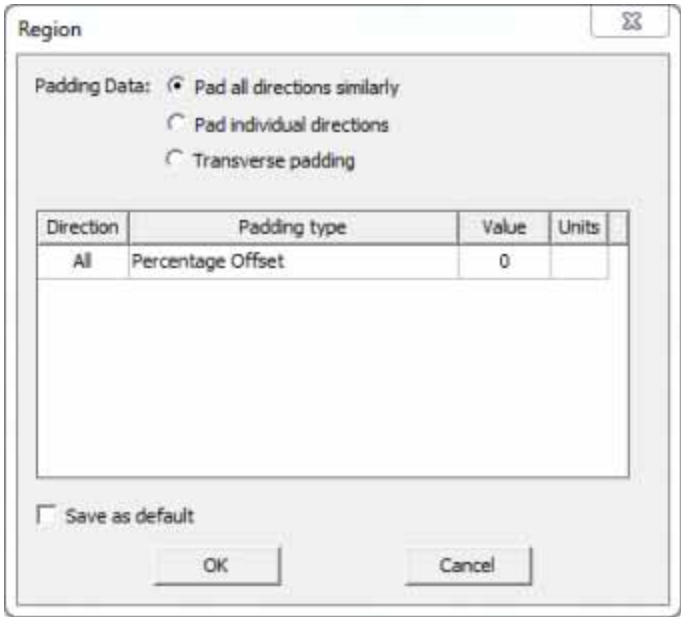 Region
Padding Data: Pad all directions similarly
Pad individual directions
Transverse padding
Direction Padding type Value Units
All Percentage Offset 0
Save as default
OK Cancel